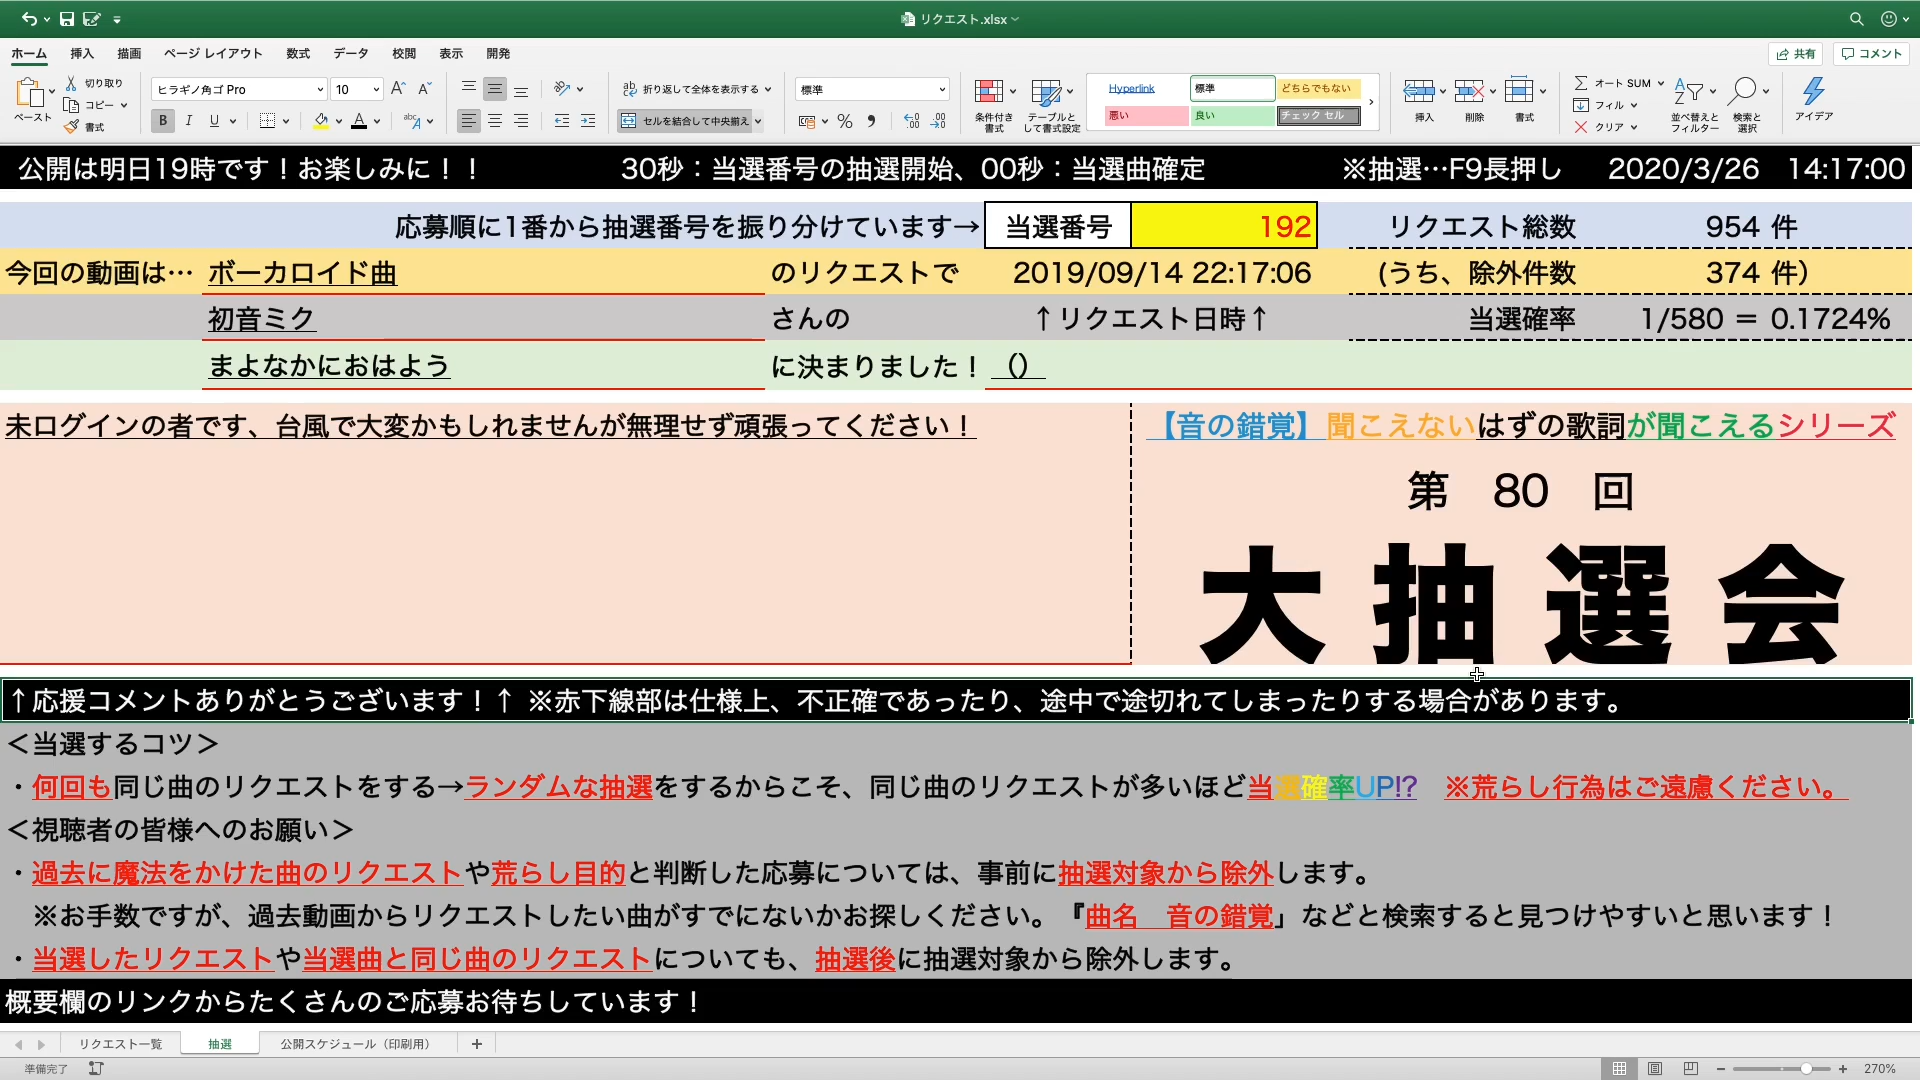 リクエスト.xlsx
ホーム 挿入 描画 ページ レイアウト 数式 データ 校閲 表示 開発 共有 コメント
ペースト 切り取り コピー 書式
ヒラギノ角ゴ Pro 10
B I U
折り返して全体を表示する
セルを結合して中央揃え
標準
条件付き書式 テーブルとして書式設定
Hyperlink 標準 どちらでもない
悪い 良い チェック セル
挿入 削除 書式
オート SUM フィル クリア
並べ替えとフィルター 検索と選択 アイデア
公開は明日19時です！お楽しみに！！ 30秒：当選番号の抽選開始、00秒：当選曲確定 ※抽選…F9長押し 2020/3/26 14:17:00
応募順に1番から抽選番号を振り分けています→ 当選番号 192 リクエスト総数 954 件
今回の動画は… ボーカロイド曲 のリクエストで 2019/09/14 22:17:06 (うち、除外件数 374 件）
初音ミク さんの ↑リクエスト日時↑ 当選確率 1/580 ＝ 0.1724%
まよなかにおはよう に決まりました！ （）
未ログインの者です、台風で大変かもしれませんが無理せず頑張ってください！
【音の錯覚】聞こえないはずの歌詞が聞こえるシリーズ
第 80 回
大抽選会
↑応援コメントありがとうございます！↑ ※赤下線部は仕様上、不正確であったり、途中で途切れてしまったりする場合があります。
＜当選するコツ＞
・何回も同じ曲のリクエストをする→ランダムな抽選をするからこそ、同じ曲のリクエストが多いほど当選確率UP!? ※荒らし行為はご遠慮ください。
＜視聴者の皆様へのお願い＞
・過去に魔法をかけた曲のリクエストや荒らし目的と判断した応募については、事前に抽選対象から除外します。
※お手数ですが、過去動画からリクエストしたい曲がすでにないかお探しください。『曲名 音の錯覚」などと検索すると見つけやすいと思います！
・当選したリクエストや当選曲と同じ曲のリクエストについても、抽選後に抽選対象から除外します。
概要欄のリンクからたくさんのご応募お待ちしています！
リクエスト一覧 抽選 公開スケジュール（印刷用） +
準備完了 270%